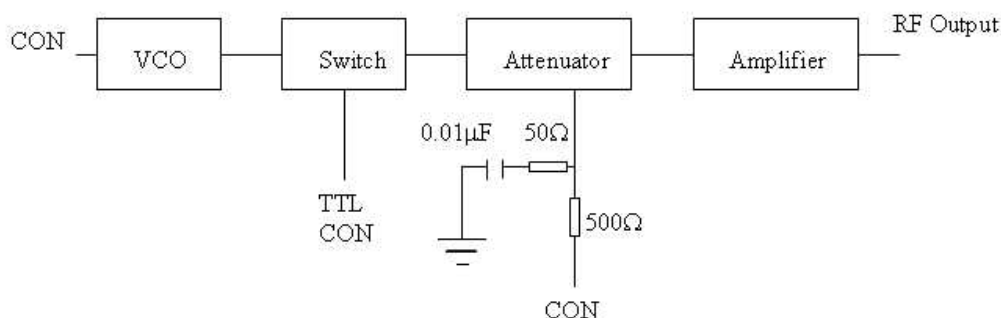 CON
VCO
Switch
Attenuator
Amplifier
RF Output
0.01μF
50Ω
TTL
CON
500Ω
CON